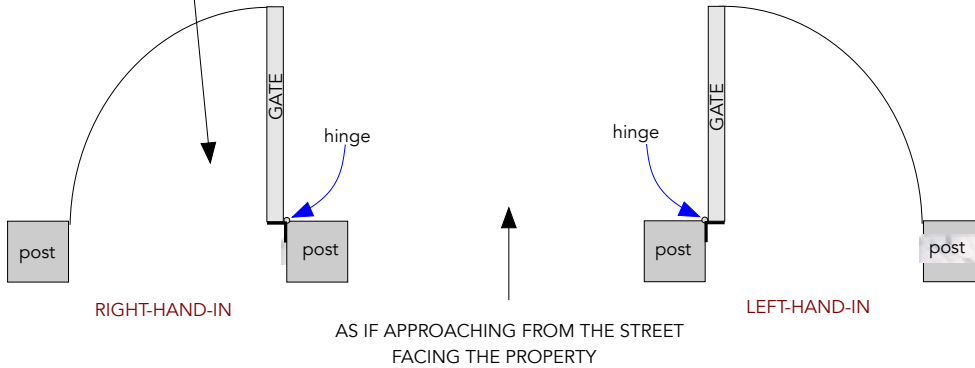 GATE
GATE
hinge
hinge
post
post
post
post
RIGHT-HAND-IN
LEFT-HAND-IN
AS IF APPROACHING FROM THE STREET
FACING THE PROPERTY